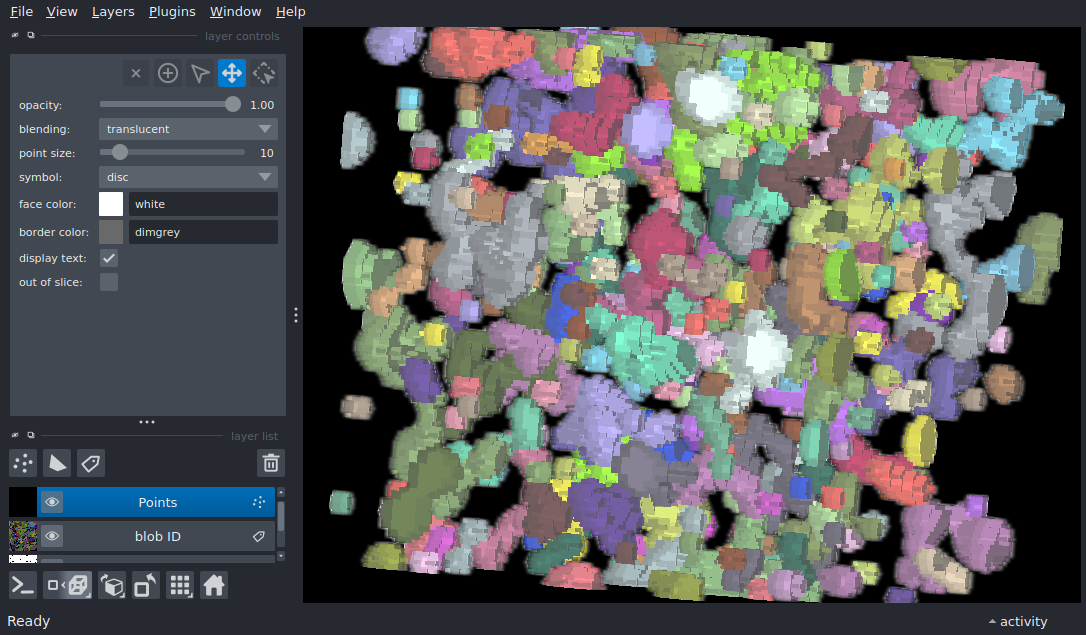 File View Layers Plugins Window Help
layer controls
opacity: 1.00
blending: translucent
point size: 10
symbol: disc
face color: white
border color: dimgrey
display text:
out of slice:
layer list
Points
blob ID
Ready
activity